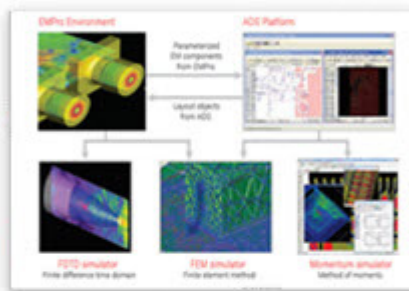 EMPro Environment
ADS Platform
Parameterized
EM components
from EMPro
Layout objects
from ADS
FDTD simulator
Finite difference time domain
FEM simulator
Finite element method
Momentum simulator
Method of moments